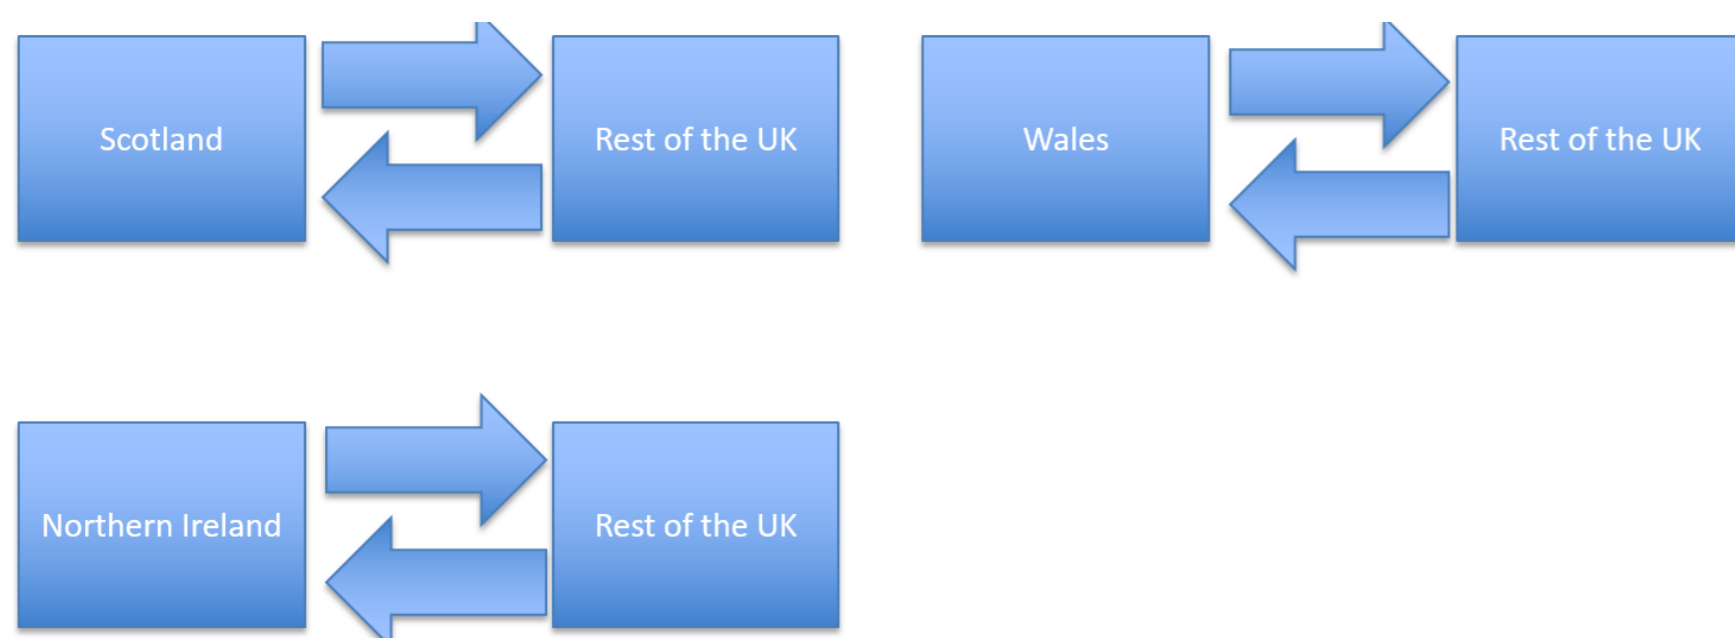 Scotland
Rest of the UK
Wales
Rest of the UK
Northern Ireland
Rest of the UK